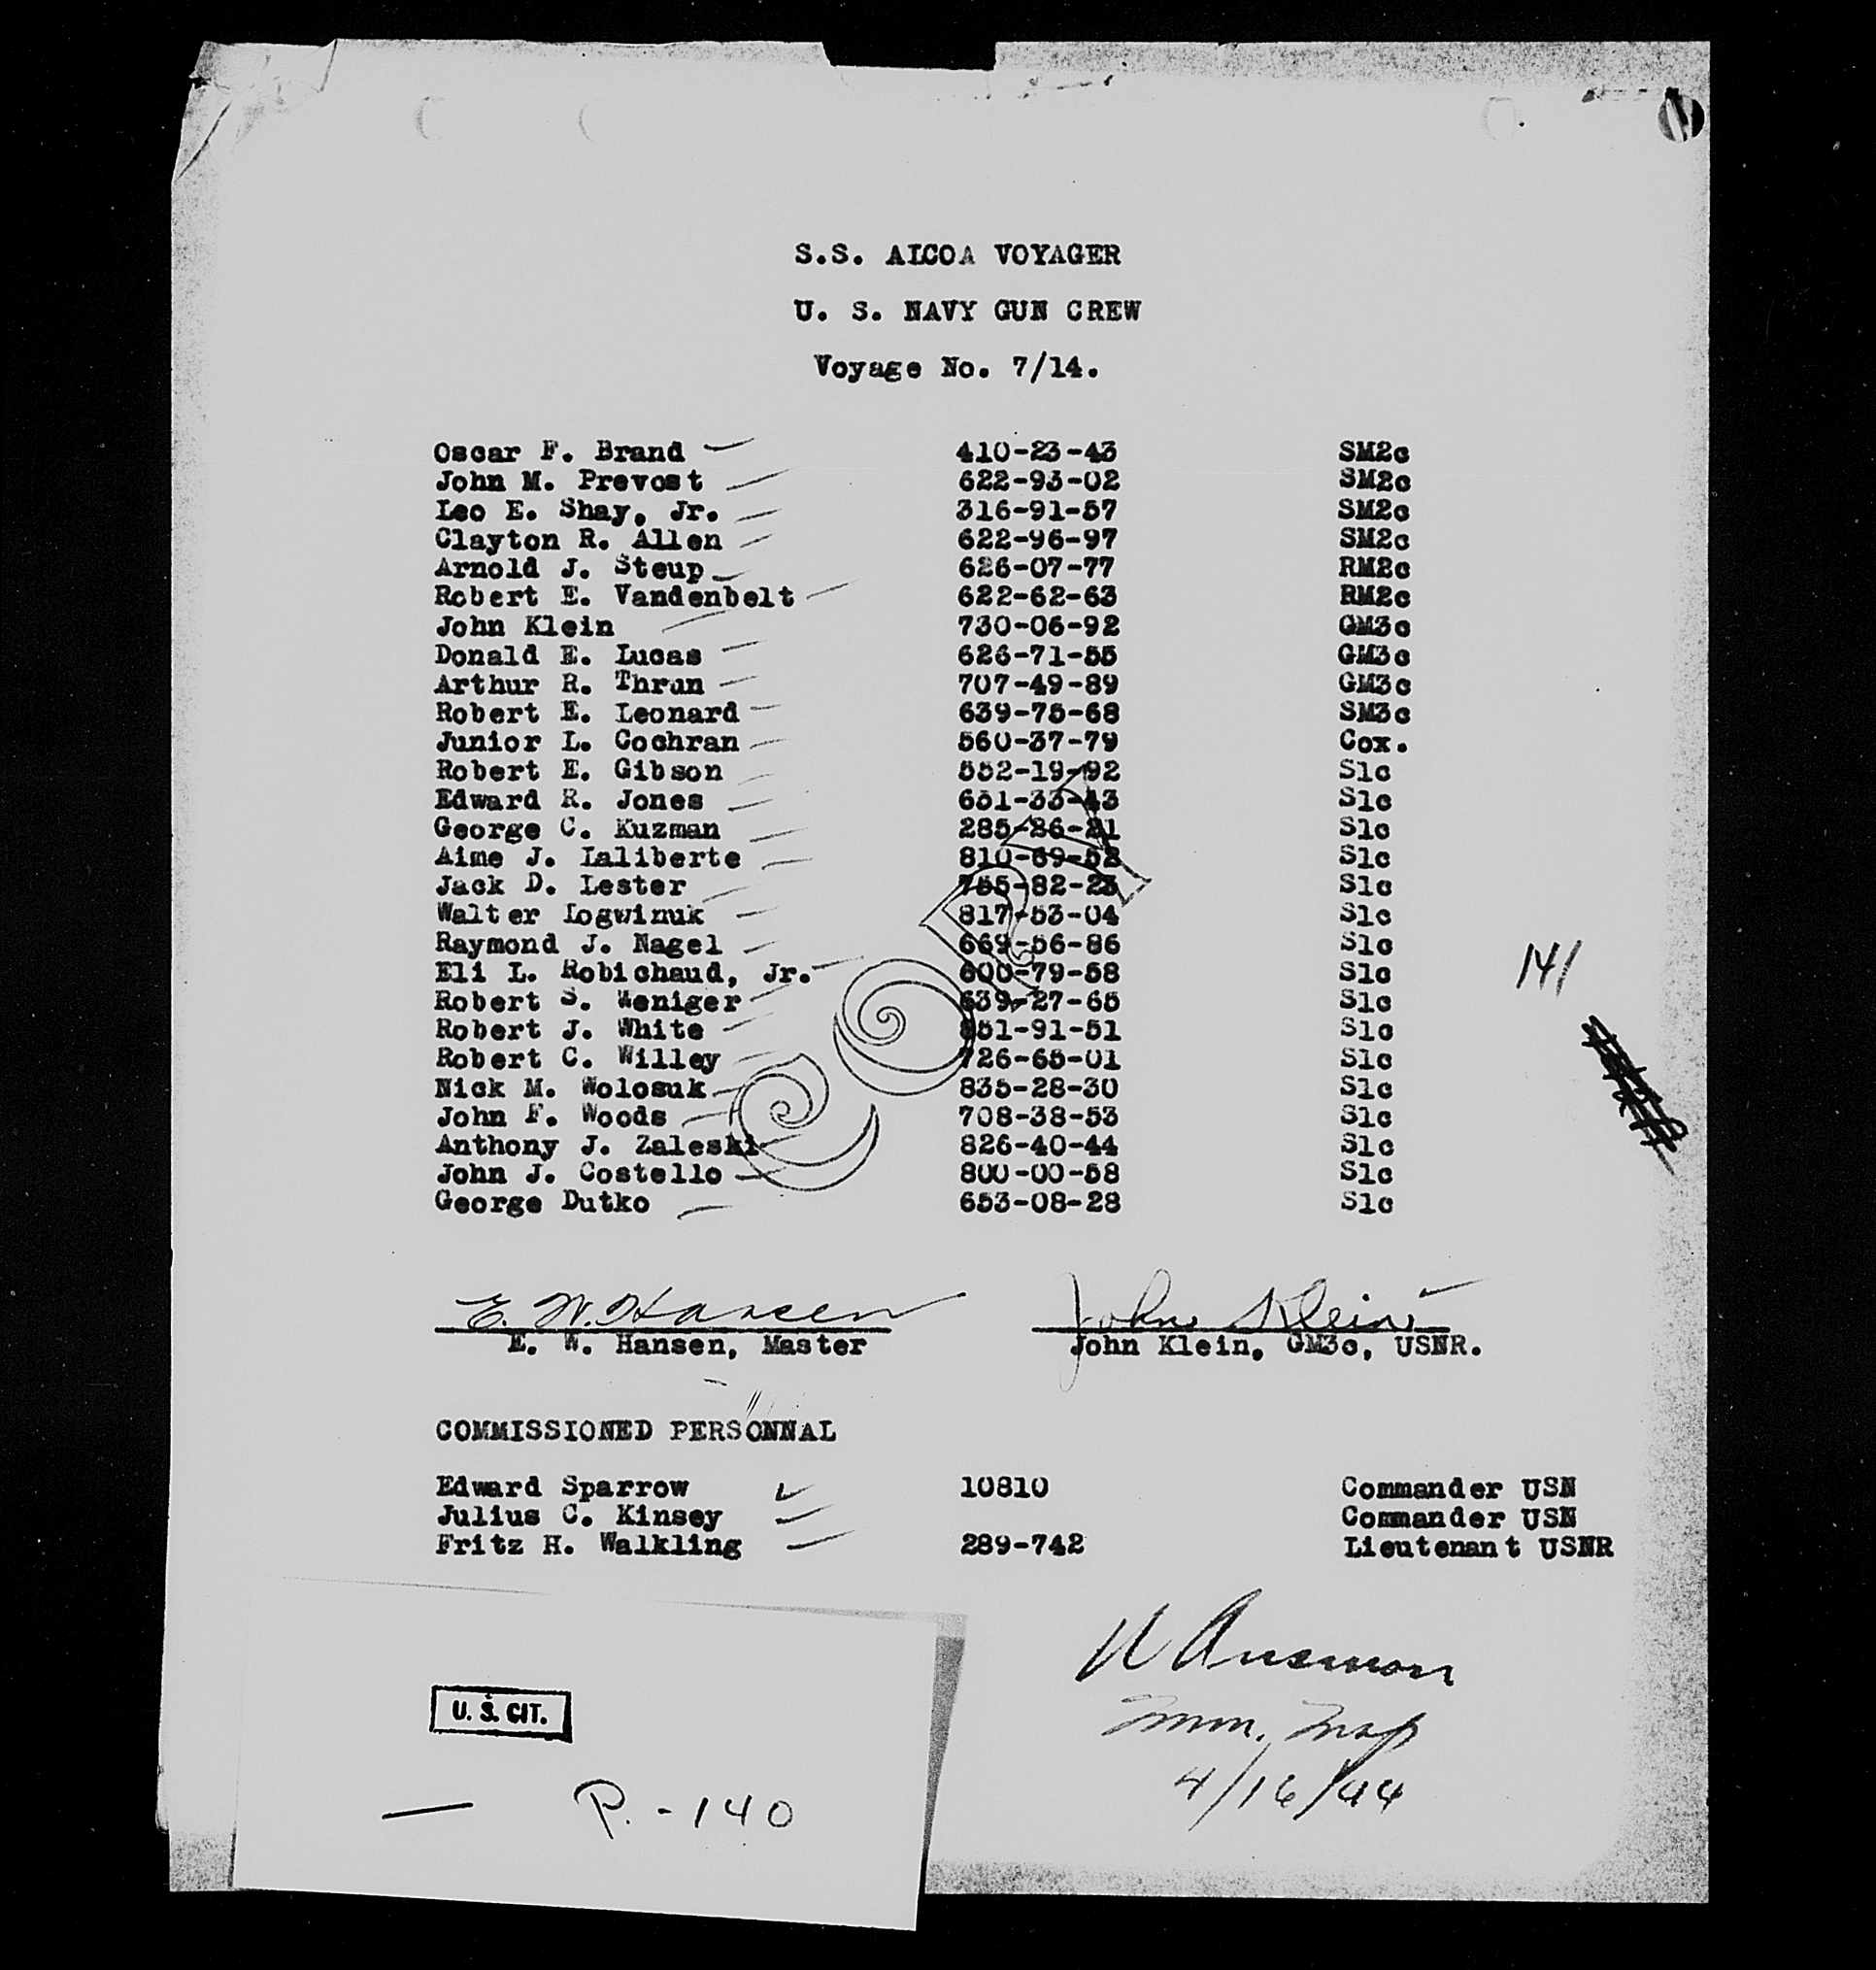 S.S. ALCOA VOYAGER
U. S. NAVY GUN CREW
Voyage No. 7/14.
Oscar F. Brand 410-23-43 SM2c
John M. Prevost 622-93-02 SM2c
Leo E. Shay, Jr. 316-91-57 SM2c
Clayton R. Allen 622-96-97 SM2c
Arnold J. Steup 626-07-77 RM2c
Robert E. Vandenbelt 622-62-63 RM2c
John Klein 730-06-92 GM3c
Donald E. Lucas 626-71-55 GM3c
Arthur R. Thrun 707-49-89 GM3c
Robert E. Leonard 639-75-68 SM3c
Junior L. Cochran 560-37-79 Cox.
Robert E. Gibson 552-19-92 S1c
Edward R. Jones 651-33-43 S1c
George C. Kuzman 285-26-21 S1c
Aime J. Laliberte 810-69-52 S1c
Jack D. Lester 755-82-23 S1c
Walter Logwinuk 817-53-04 S1c
Raymond J. Nagel 669-56-86 S1c
Eli L. Robichaud, Jr. 600-79-58 S1c
141
Robert S. Weniger 639-27-65 S1c
Robert J. White 851-91-51 S1c
Robert C. Willey 726-65-01 S1c
Nick M. Wolosuk 835-28-30 S1c
John F. Woods 708-38-53 S1c
Anthony J. Zaleski 826-40-44 S1c
John J. Costello 800-00-58 S1c
George Dutko 653-08-28 S1c
COPY
E. W. Hansen John Klein
E. W. Hansen, Master John Klein, GM3c, USNR.
COMMISSIONED PERSONNAL
Edward Sparrow 10810 Commander USN
Julius C. Kinsey Commander USN
Fritz H. Walkling 289-742 Lieutenant USNR
Imm. Insp
4/16/44
U. S. CIT.
— P. -140